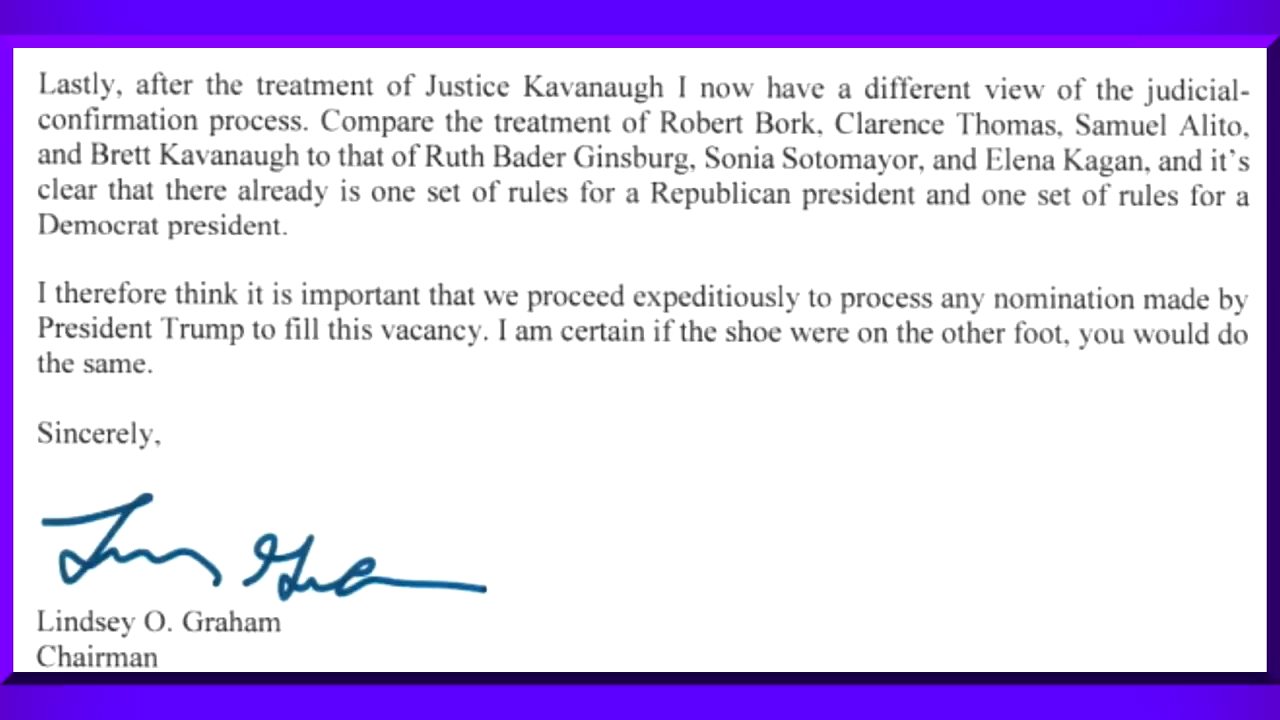 Lastly, after the treatment of Justice Kavanaugh I now have a different view of the judicial-
confirmation process. Compare the treatment of Robert Bork, Clarence Thomas, Samuel Alito,
and Brett Kavanaugh to that of Ruth Bader Ginsburg, Sonia Sotomayor, and Elena Kagan, and it’s
clear that there already is one set of rules for a Republican president and one set of rules for a
Democrat president.
I therefore think it is important that we proceed expeditiously to process any nomination made by
President Trump to fill this vacancy. I am certain if the shoe were on the other foot, you would do
the same.
Sincerely,
Lindsey O. Graham
Chairman